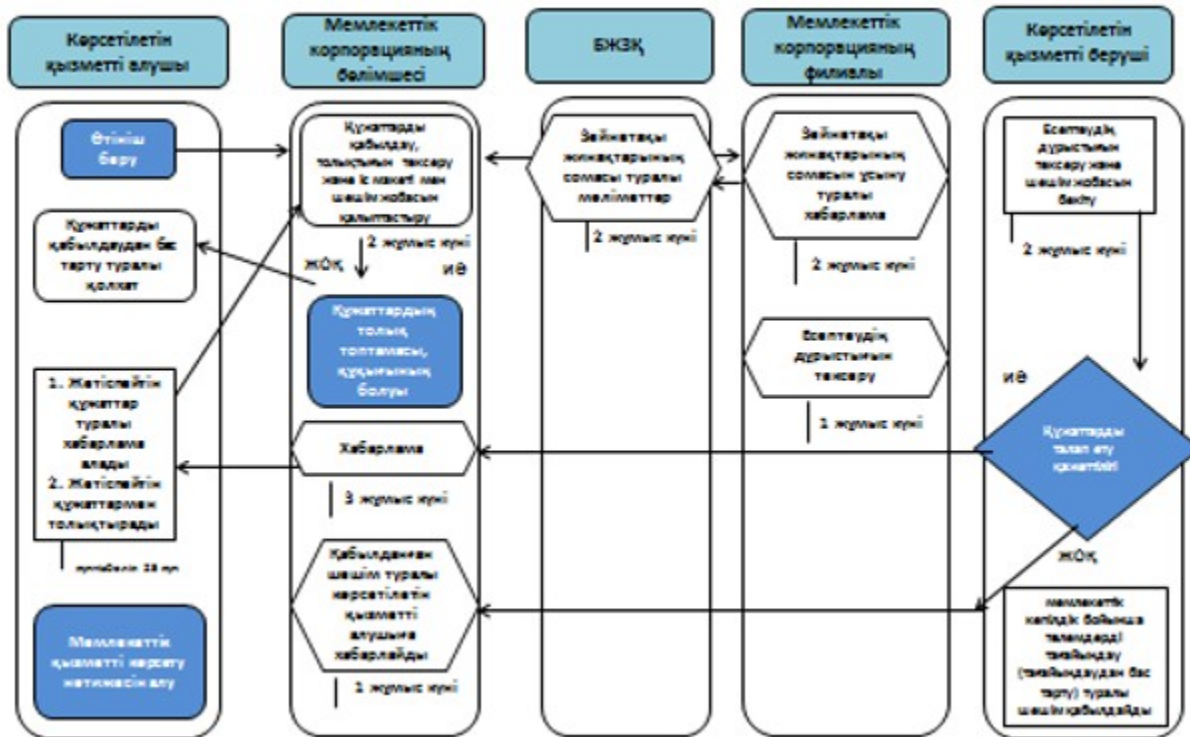 Көрсетілетін
қызметті алушы
Мемлекеттік
корпорацияның
бөлімшесі
БЖЗҚ
Мемлекеттік
корпорацияның
филиалы
Көрсетілетін
қызметті беруші
Өтініш
беру
Құжаттарды
қабылдаудан бас
тарту туралы
қолхат
1. Жетіспейтін
құжаттар
туралы
хабарлама
алады
2. Жетіспейтін
құжаттармен
толықтырады
Мемлекеттік
қызметті көрсету
нәтижесін алу
Құжаттарды
қабылдау,
толықтығын тексеру
және іс макеті мен
шешім жобасын
қалыптастыру
2 жұмыс күні
ЖОҚ
ИӘ
Құжаттардың
толық
топтамасы,
құқығының
болуы
Хабарлама
3 жұмыс күні
Қабылданған
шешім туралы
көрсетілетін
қызметті
алушыға
хабарлайды
1 жұмыс күні
Зейнетақы
жинақтарының
сомасы туралы
мәліметтер
2 жұмыс күні
Зейнетақы
жинақтарының
сомасын ұсыну
туралы
хабарлама
2 жұмыс күні
Есептеудің
дұрыстығын
тексеру
1 жұмыс күні
Есептеудің
дұрыстығын
тексеру және
шешім жобасын
бекіту
2 жұмыс күні
ИӘ
Құжаттарды
талап ету
қажеттілігі
ЖОҚ
мемлекеттік
кепілдік бойынша
төлемдерді
тағайындау
(тағайындаудан бас
тарту) туралы
шешім қабылдайды